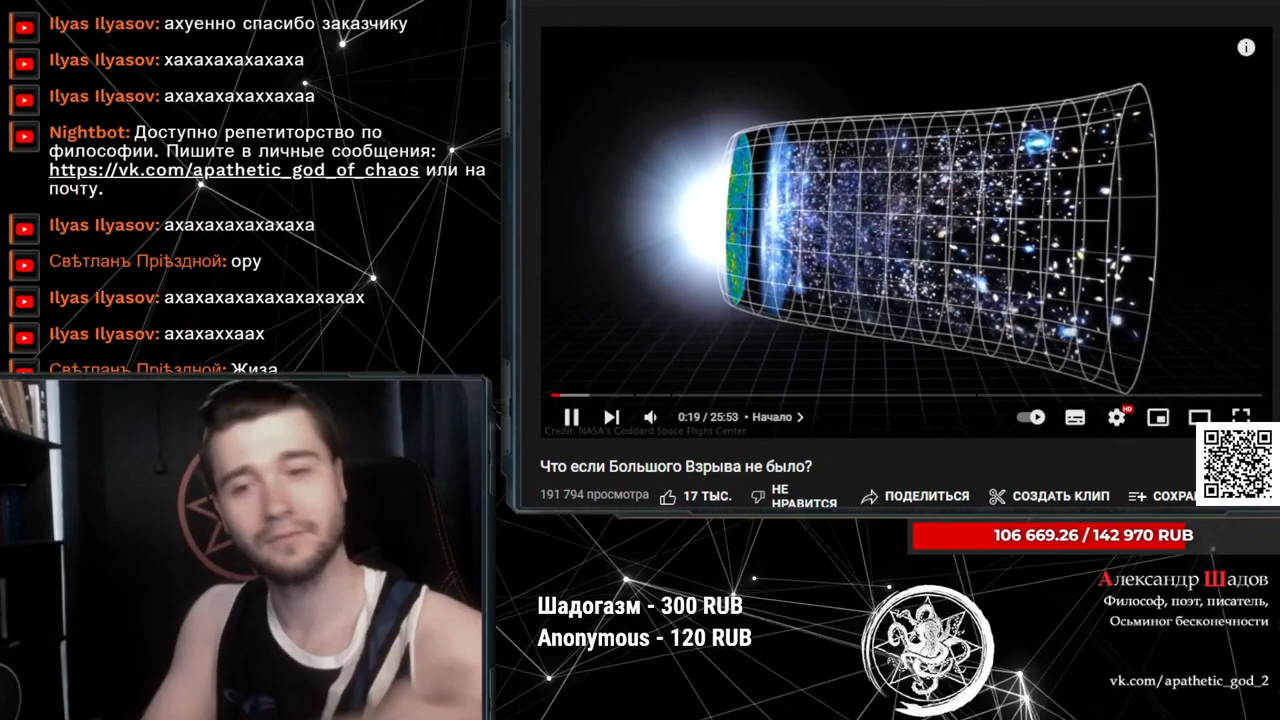 Ilyas Ilyasov: ахуенно спасибо заказчику
Ilyas Ilyasov: хахахахахахаха
Ilyas Ilyasov: ахахахахаххахаа
Nightbot: Доступно репетиторство по
философии. Пишите в личные сообщения:
https://vk.com/apathetic_god_of_chaos или на
почту.
Ilyas Ilyasov: ахахахахахахаха
Свѣтланъ Прiѣздной: ору
Ilyas Ilyasov: ахахахахахахахахахах
Ilyas Ilyasov: ахахаххаах
Свѣтланъ Прiѣздной: Жиза
0:19 / 25:53 • Начало
HD
Credit: NASA's Goddard Space Flight Center
Что если Большого Взрыва не было?
191 794 просмотра
17 ТЫС.
НЕ
НРАВИТСЯ
ПОДЕЛИТЬСЯ
СОЗДАТЬ КЛИП
СОХРА
106 669.26 / 142 970 RUB
Шадогазм - 300 RUB
Anonymous - 120 RUB
Александр Шадов
Философ, поэт, писатель,
Осьминог бесконечности
vk.com/apathetic_god_2